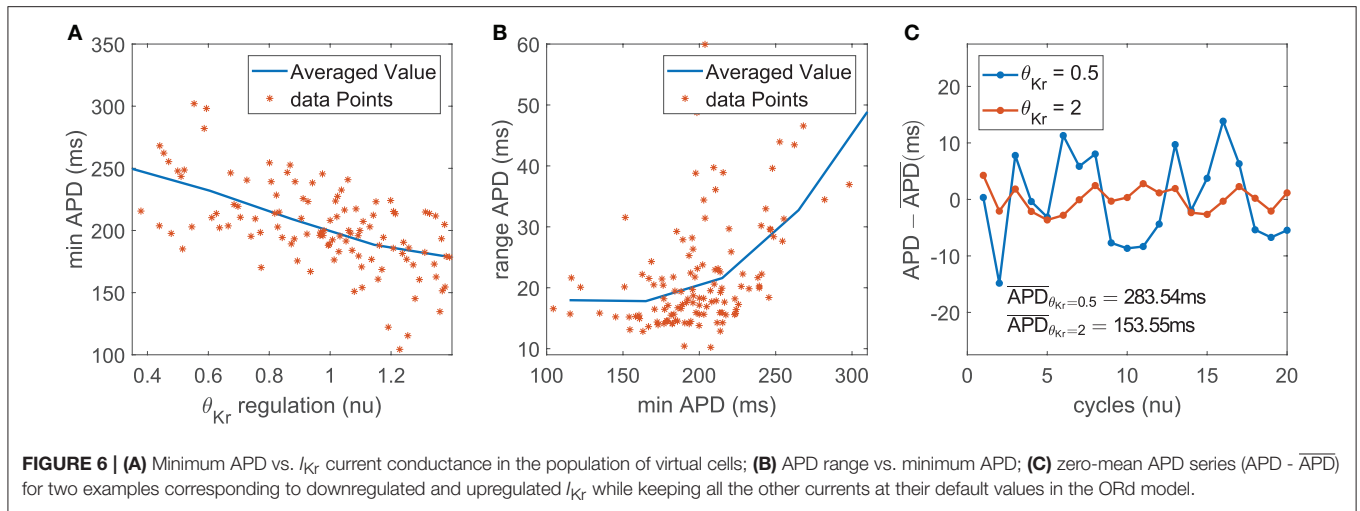 A
350
300
250
200
150
100
min APD (ms)
0.4 0.6 0.8 1 1.2
θKr regulation (nu)
Averaged Value
data Points
B
60
50
40
30
20
10
range APD (ms)
100 150 200 250 300
min APD (ms)
Averaged Value
data Points
C
20
10
0
-10
-20
APD − A̅P̅D̅(ms)
0 5 10 15 20
cycles (nu)
θKr = 0.5
θKr = 2
A̅P̅D̅θKr=0.5 = 283.54ms
A̅P̅D̅θKr=2 = 153.55ms
FIGURE 6 | (A) Minimum APD vs. IKr current conductance in the population of virtual cells; (B) APD range vs. minimum APD; (C) zero-mean APD series (APD - A̅P̅D̅)
for two examples corresponding to downregulated and upregulated IKr while keeping all the other currents at their default values in the ORd model.